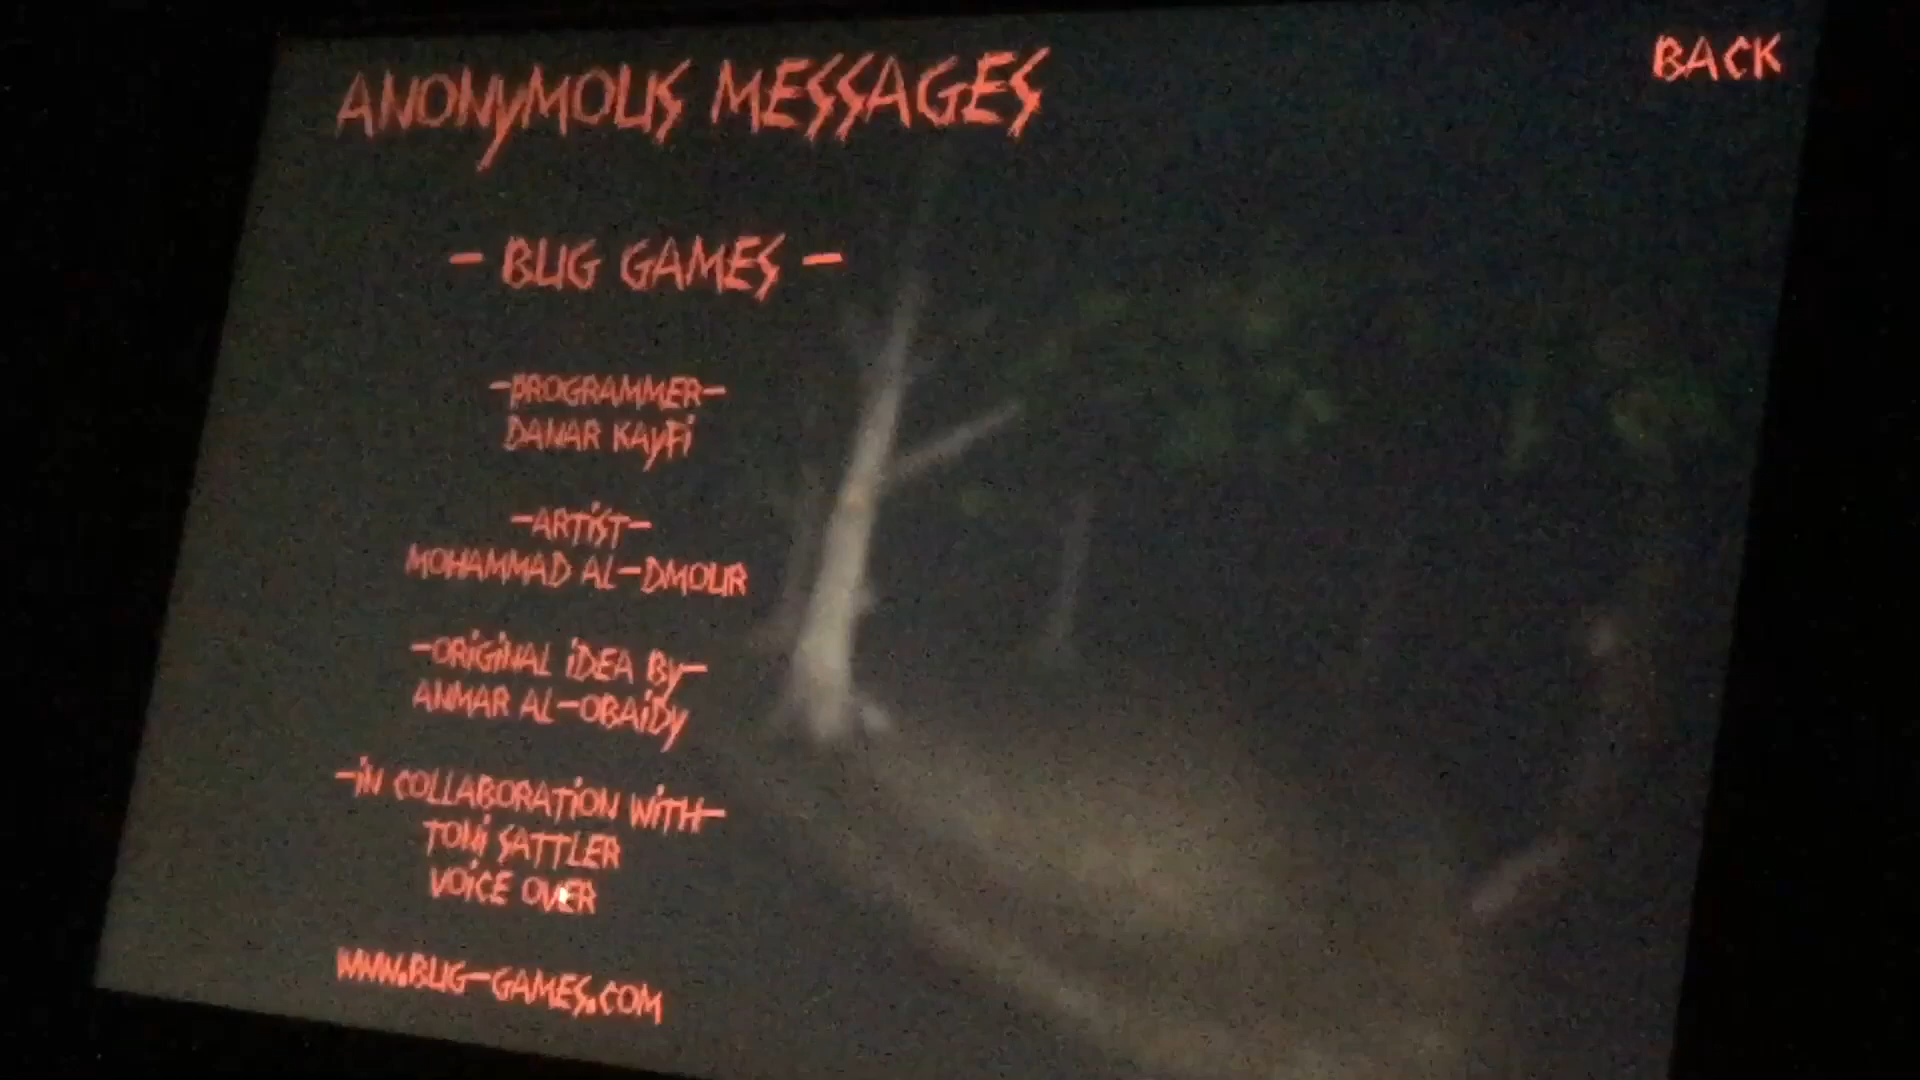 ANONYMOUS MESSAGES
BACK
- BUG GAMES -
-PROGRAMMER-
DANAR KAYFI
-ARTIST-
MOHAMMAD AL-DMOUR
-ORIGINAL IDEA BY-
ANMAR AL-OBAIDY
-IN COLLABORATION WITH-
TONI SATTLER
VOICE OVER
WWW.BUG-GAMES.COM